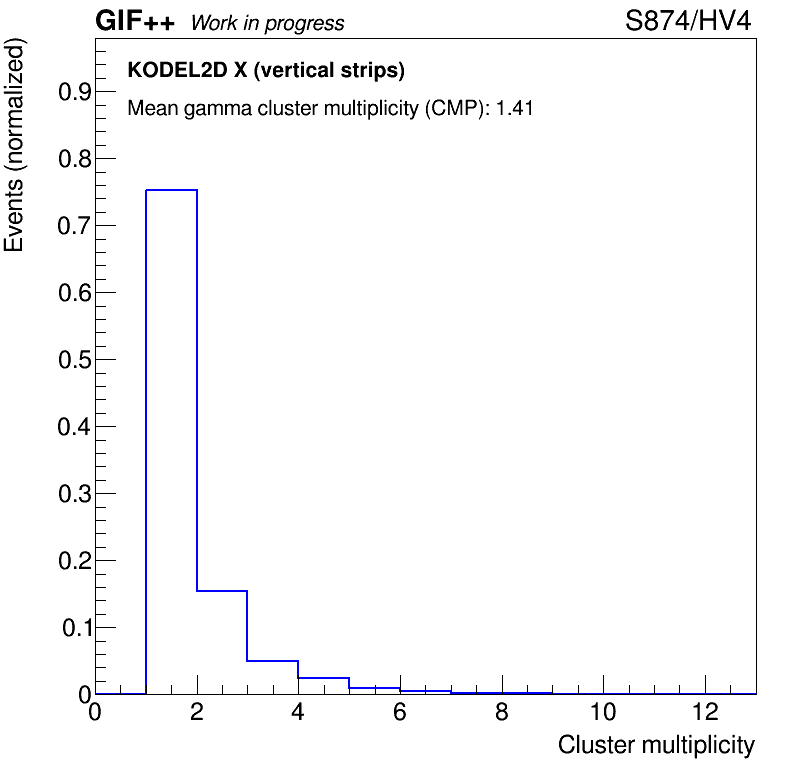 GIF++ Work in progress S874/HV4
KODEL2D X (vertical strips)
Mean gamma cluster multiplicity (CMP): 1.41
Events (normalized)
0.9
0.8
0.7
0.6
0.5
0.4
0.3
0.2
0.1
0
0 2 4 6 8 10 12
Cluster multiplicity